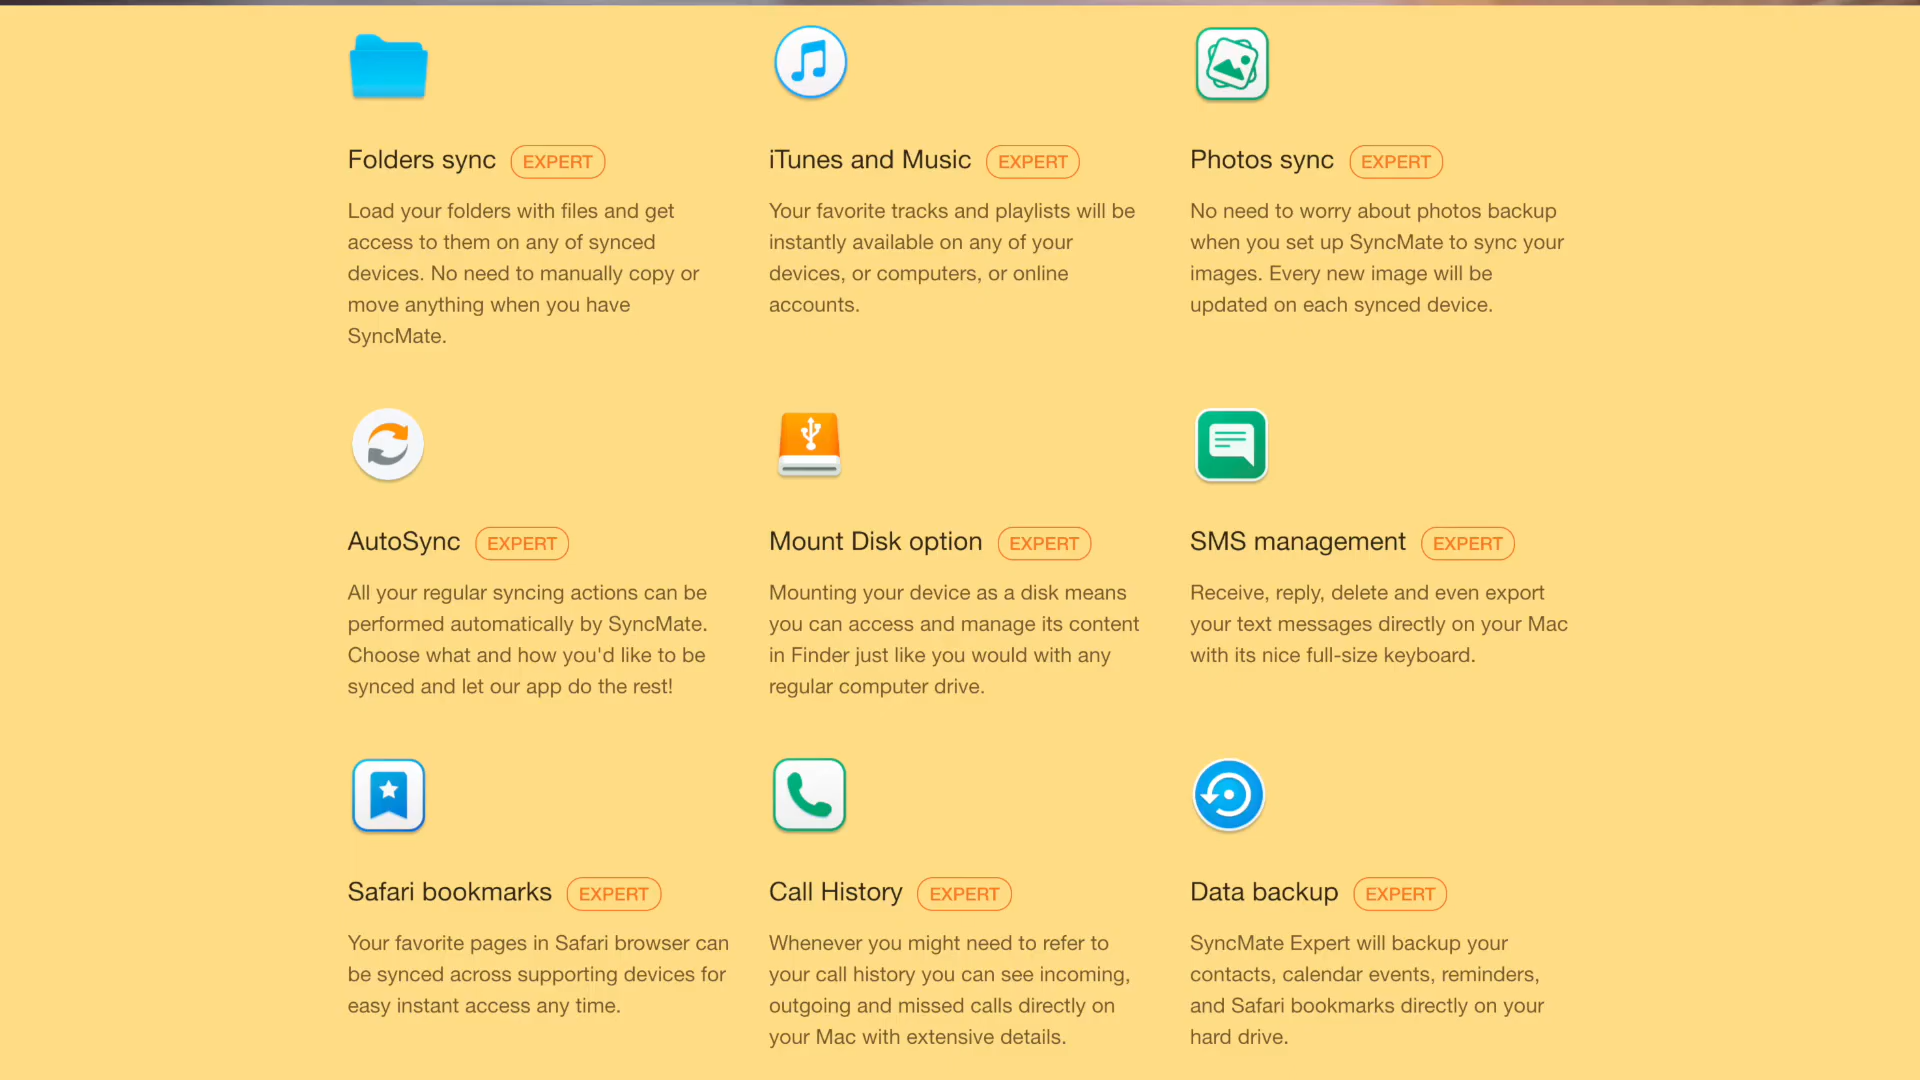 Folders sync EXPERT
Load your folders with files and get
access to them on any of synced
devices. No need to manually copy or
move anything when you have
SyncMate.
iTunes and Music EXPERT
Your favorite tracks and playlists will be
instantly available on any of your
devices, or computers, or online
accounts.
Photos sync EXPERT
No need to worry about photos backup
when you set up SyncMate to sync your
images. Every new image will be
updated on each synced device.
AutoSync EXPERT
All your regular syncing actions can be
performed automatically by SyncMate.
Choose what and how you'd like to be
synced and let our app do the rest!
Mount Disk option EXPERT
Mounting your device as a disk means
you can access and manage its content
in Finder just like you would with any
regular computer drive.
SMS management EXPERT
Receive, reply, delete and even export
your text messages directly on your Mac
with its nice full-size keyboard.
Safari bookmarks EXPERT
Your favorite pages in Safari browser can
be synced across supporting devices for
easy instant access any time.
Call History EXPERT
Whenever you might need to refer to
your call history you can see incoming,
outgoing and missed calls directly on
your Mac with extensive details.
Data backup EXPERT
SyncMate Expert will backup your
contacts, calendar events, reminders,
and Safari bookmarks directly on your
hard drive.